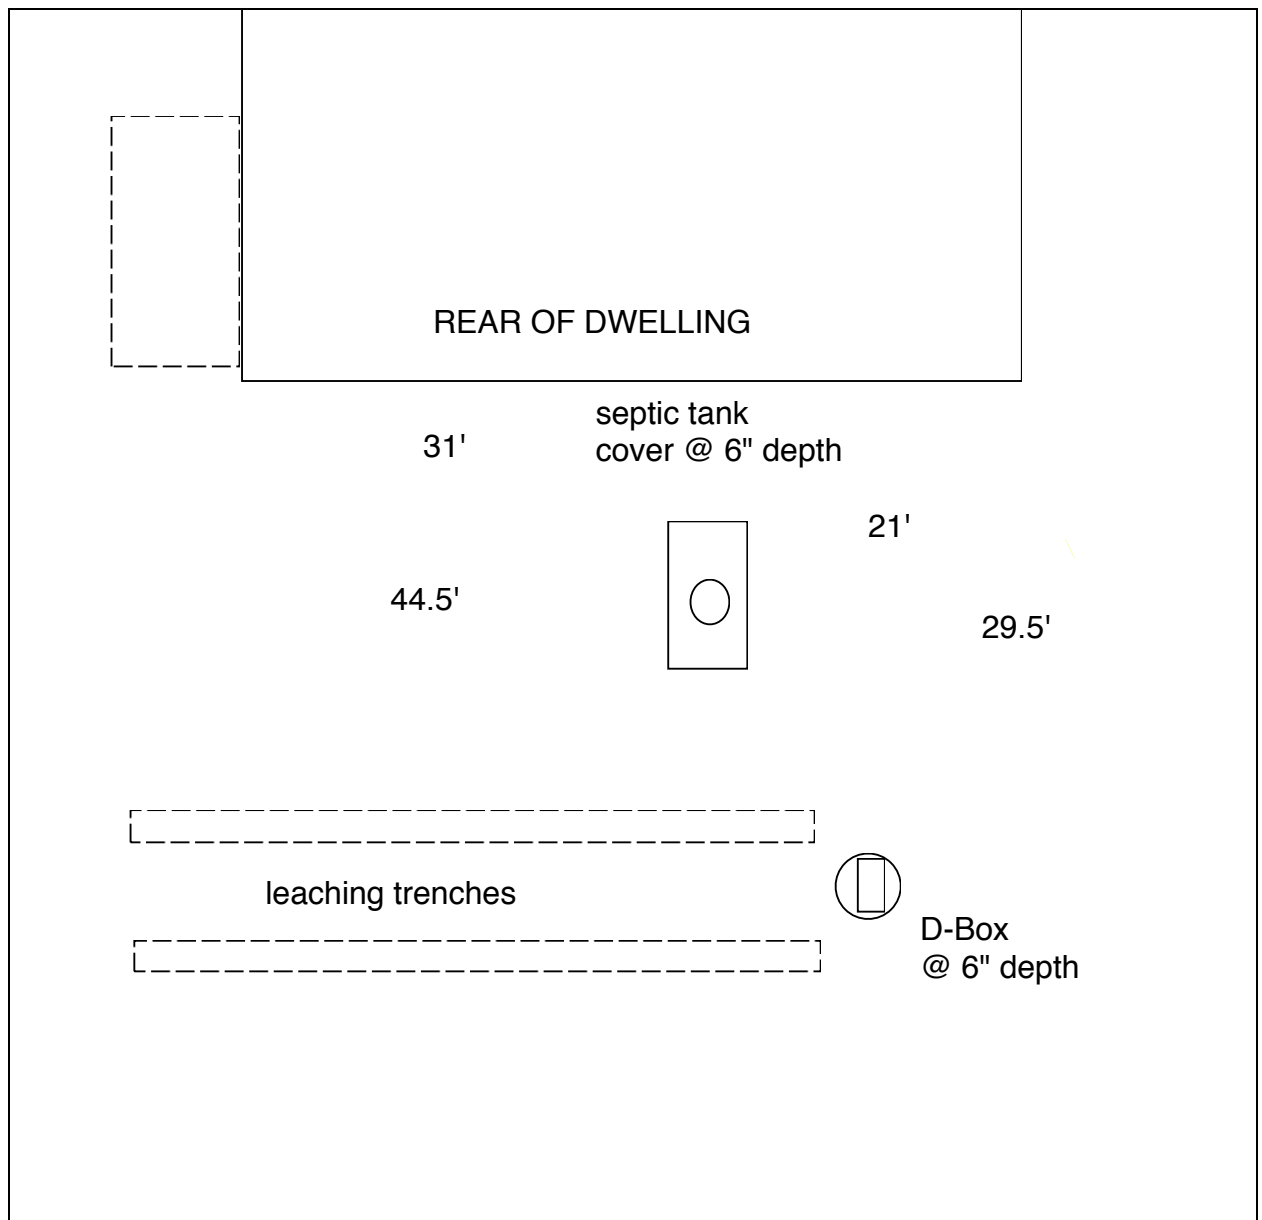 REAR OF DWELLING
septic tank
cover @ 6" depth
31'
21'
44.5'
29.5'
leaching trenches
D-Box
@ 6" depth